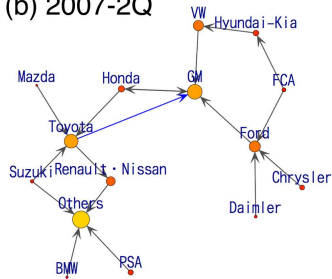 (b) 2007-2Q
VW
Hyundai-Kia
Mazda
Honda
GM
FCA
Toyota
Ford
Suzuki
Renault・Nissan
Chrysler
Others
Daimler
BMW
PSA